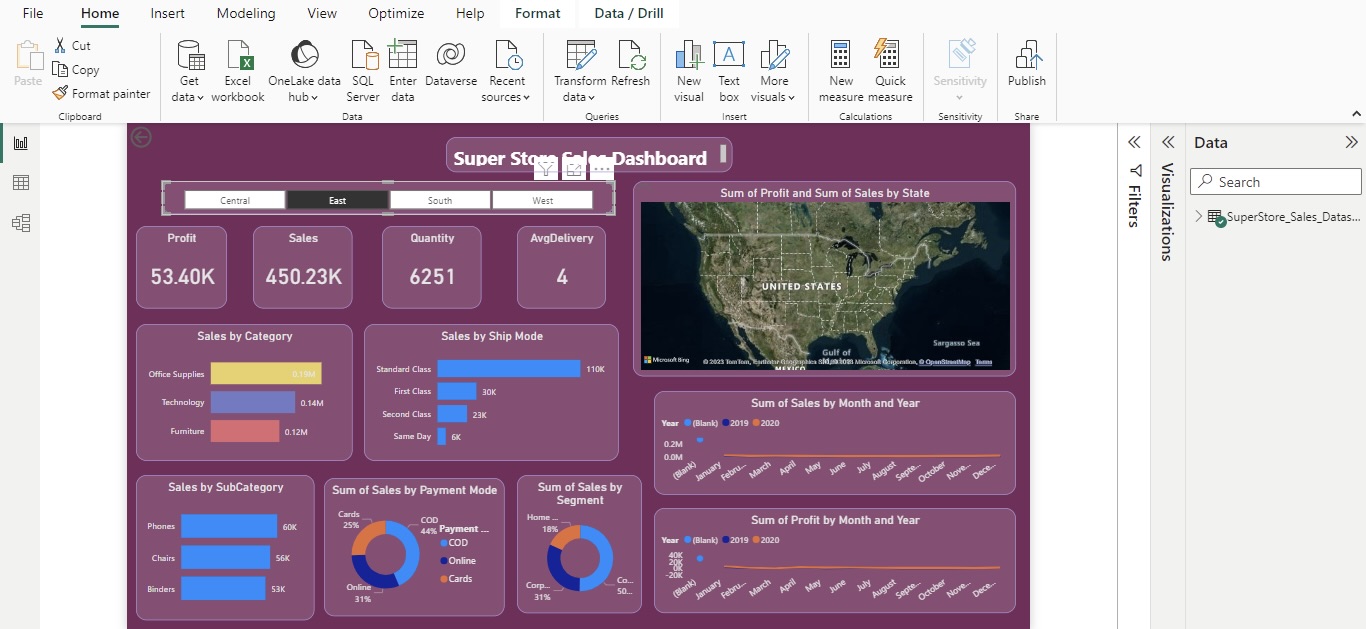 File Home Insert Modeling View Optimize Help Format Data / Drill
Paste
Cut
Copy
Format painter
Clipboard
Get data
Excel workbook
OneLake data hub
SQL Server
Enter data
Dataverse
Recent sources
Data
Transform data
Refresh
Queries
New visual
Text box
More visuals
Insert
New measure
Quick measure
Calculations
Sensitivity
Sensitivity
Publish
Share
Super Store Sales Dashboard
Central East South West
Profit
53.40K
Sales
450.23K
Quantity
6251
AvgDelivery
4
Sum of Profit and Sum of Sales by State
UNITED STATES
Gulf of
Mexico
MEXICO
Sargasso Sea
Microsoft Bing
© 2023 TomTom, Microsoft Corporation, © OpenStreetMap Terms
Sales by Category
Office Supplies 0.19M
Technology 0.14M
Furniture 0.12M
Sales by Ship Mode
Standard Class 110K
First Class 30K
Second Class 23K
Same Day 6K
Sum of Sales by Month and Year
Year (Blank) 2019 2020
0.2M
0.0M
(Blank) January Febru... March April May June July August Septe... October Nove... Dece...
Sales by SubCategory
Phones 60K
Chairs 56K
Binders 53K
Sum of Sales by Payment Mode
Cards
25%
COD
44%
Online
31%
Payment ...
COD
Online
Cards
Sum of Sales by
Segment
Home ...
18%
Corp...
31%
Co...
50...
Sum of Profit by Month and Year
Year (Blank) 2019 2020
40K
20K
0K
-20K
(Blank) January Febru... March April May June July August Septe... October Nove... Dece...
Filters
Visualizations
Data
Search
SuperStore_Sales_Datas...